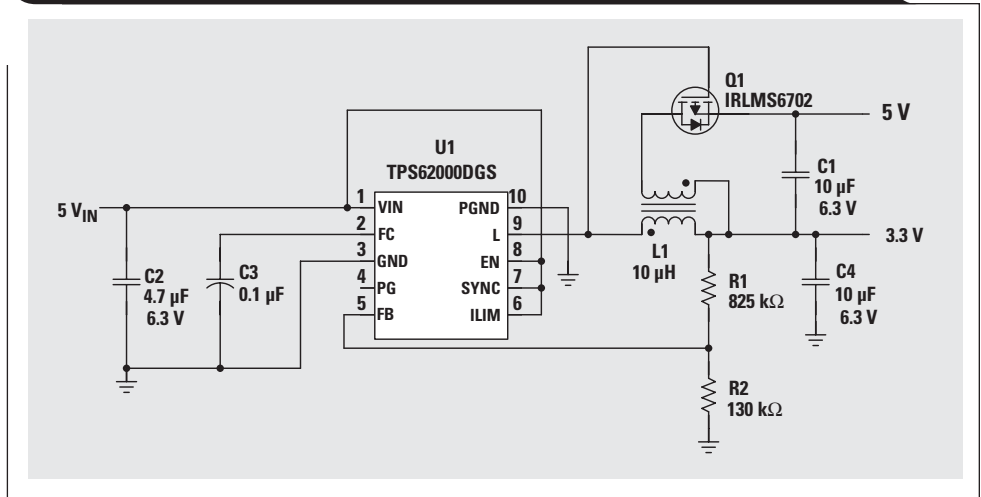 Q1
IRLMS6702
5 V
U1
TPS62000DGS
C1
10 µF
6.3 V
5 V_IN
1 VIN PGND 10
2 FC L 9
3 GND EN 8
4 PG SYNC 7
5 FB ILIM 6
3.3 V
L1
10 µH
C2
4.7 µF
6.3 V
C3
0.1 µF
R1
825 kΩ
C4
10 µF
6.3 V
R2
130 kΩ